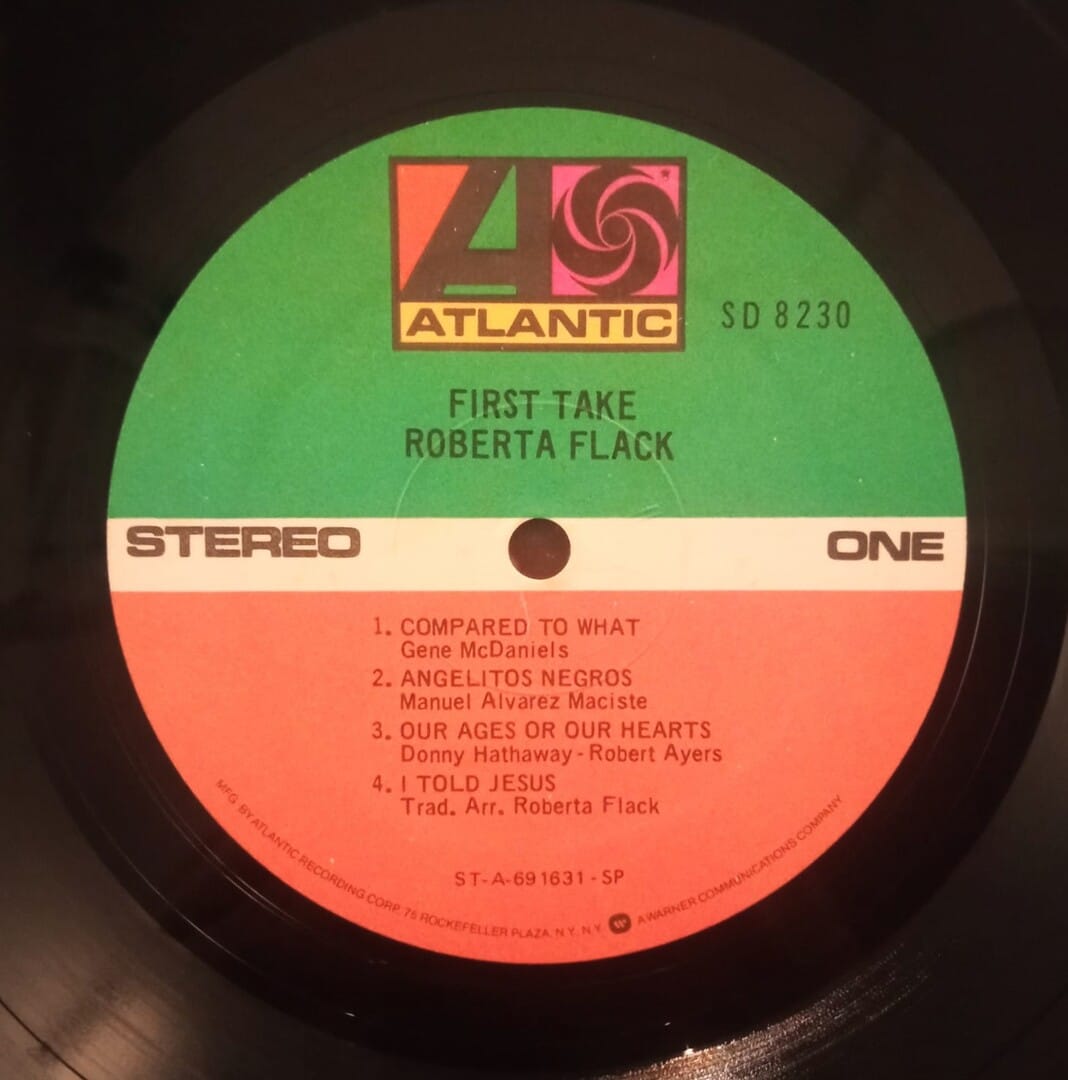 ATLANTIC
SD 8230
FIRST TAKE
ROBERTA FLACK
STEREO
ONE
1. COMPARED TO WHAT
Gene McDaniels
2. ANGELITOS NEGROS
Manuel Alvarez Maciste
3. OUR AGES OR OUR HEARTS
Donny Hathaway - Robert Ayers
4. I TOLD JESUS
Trad. Arr. Roberta Flack
ST-A-691631-SP
MFG. BY ATLANTIC RECORDING CORP. 75 ROCKEFELLER PLAZA, N.Y. N.Y. A WARNER COMMUNICATIONS COMPANY